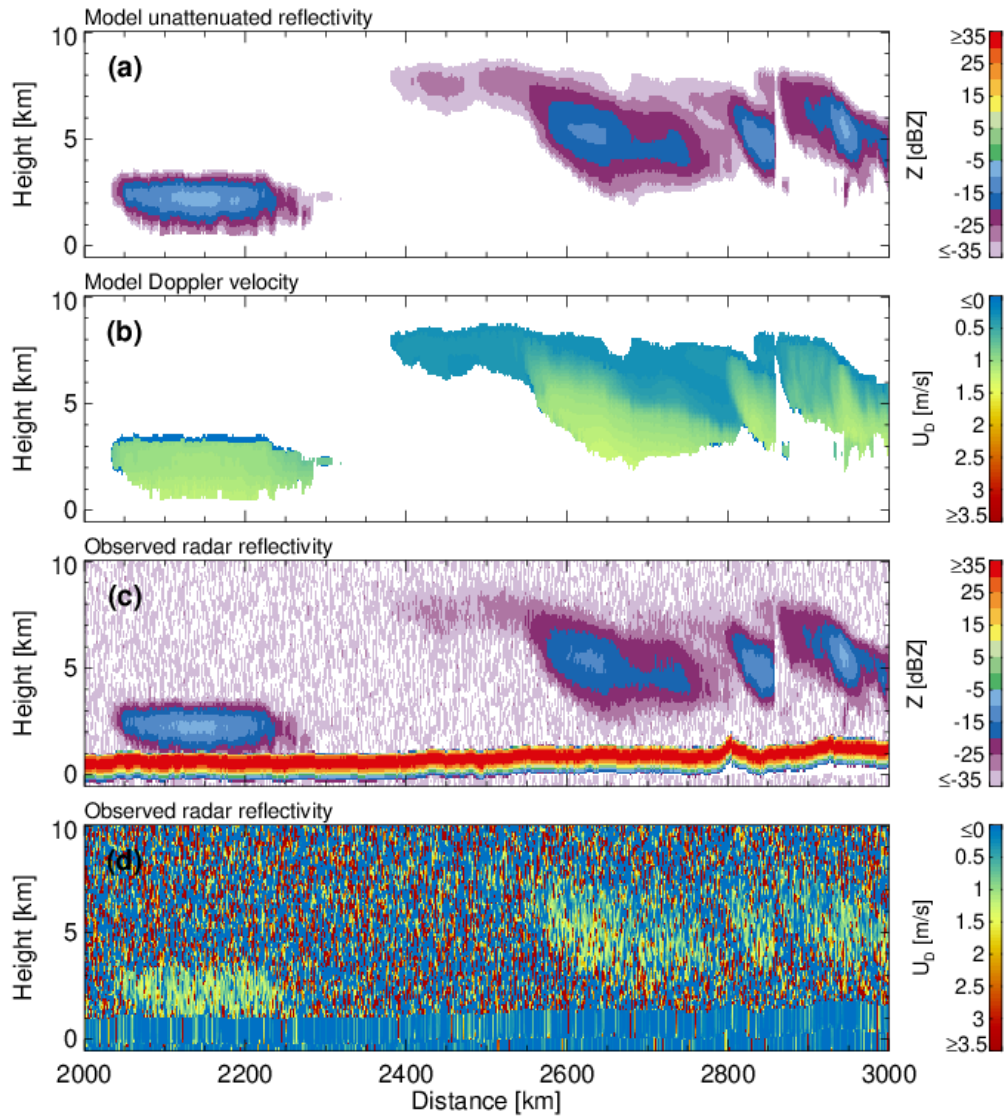 Model unattenuated reflectivity
(a)
10
5
0
Height [km]
≥35
25
15
5
-5
-15
-25
≤-35
Z [dBZ]
Model Doppler velocity
(b)
10
5
0
Height [km]
≤0
0.5
1
1.5
2
2.5
3
≥3.5
U_D [m/s]
Observed radar reflectivity
(c)
10
5
0
Height [km]
≥35
25
15
5
-5
-15
-25
≤-35
Z [dBZ]
Observed radar reflectivity
(d)
10
5
0
Height [km]
≤0
0.5
1
1.5
2
2.5
3
≥3.5
U_D [m/s]
2000 2200 2400 2600 2800 3000
Distance [km]